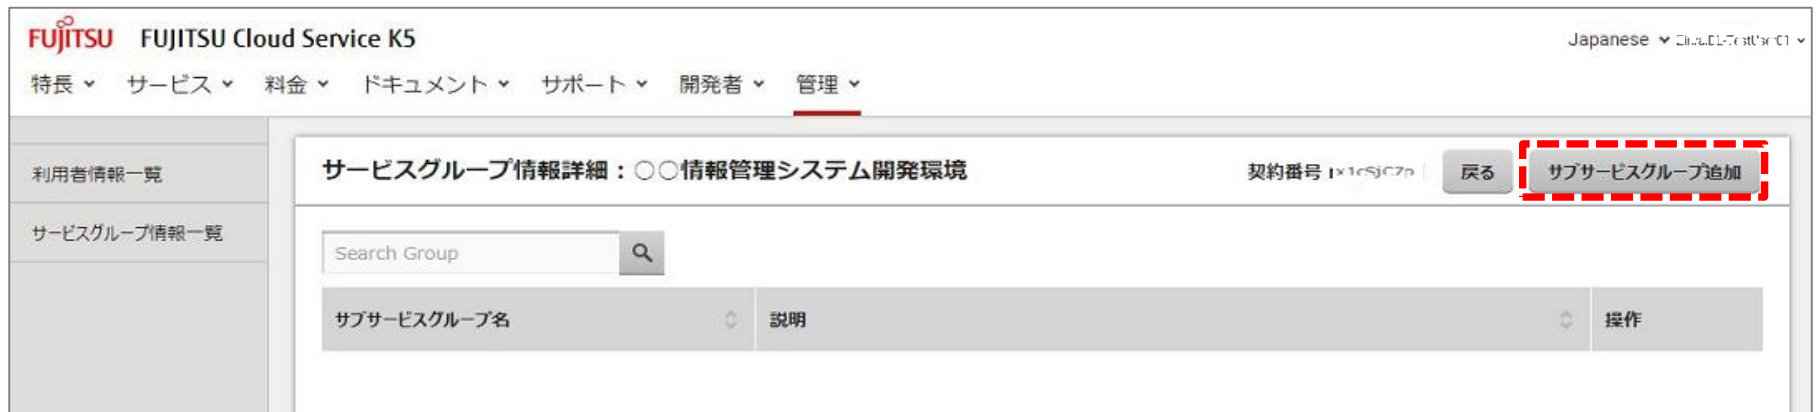 FUJITSU FUJITSU Cloud Service K5
Japanese
特長 サービス 料金 ドキュメント サポート 開発者 管理
利用者情報一覧
サービスグループ情報一覧
サービスグループ情報詳細：○○情報管理システム開発環境
契約番号
戻る
サブサービスグループ追加
Search Group
サブサービスグループ名 説明 操作